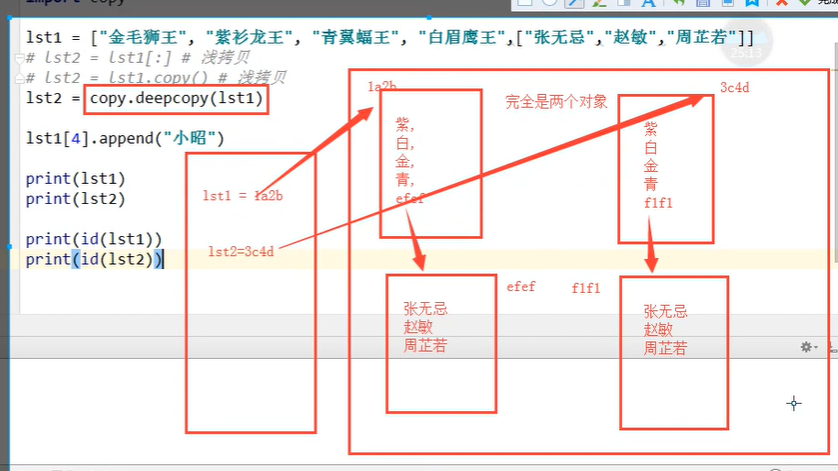 import copy
lst1 = ["金毛狮王", "紫衫龙王", "青翼蝠王", "白眉鹰王",["张无忌","赵敏","周芷若"]]
# lst2 = lst1[:] # 浅拷贝
# lst2 = lst1.copy() # 浅拷贝
lst2 = copy.deepcopy(lst1)
lst1[4].append("小昭")
print(lst1)
print(lst2)
print(id(lst1))
print(id(lst2))
lst1 = 1a2b
lst2=3c4d
1a2b
完全是两个对象
3c4d
紫,
白,
金,
青,
efef
紫
白
金
青
f1f1
efef
f1f1
张无忌
赵敏
周芷若
张无忌
赵敏
周芷若
25:13